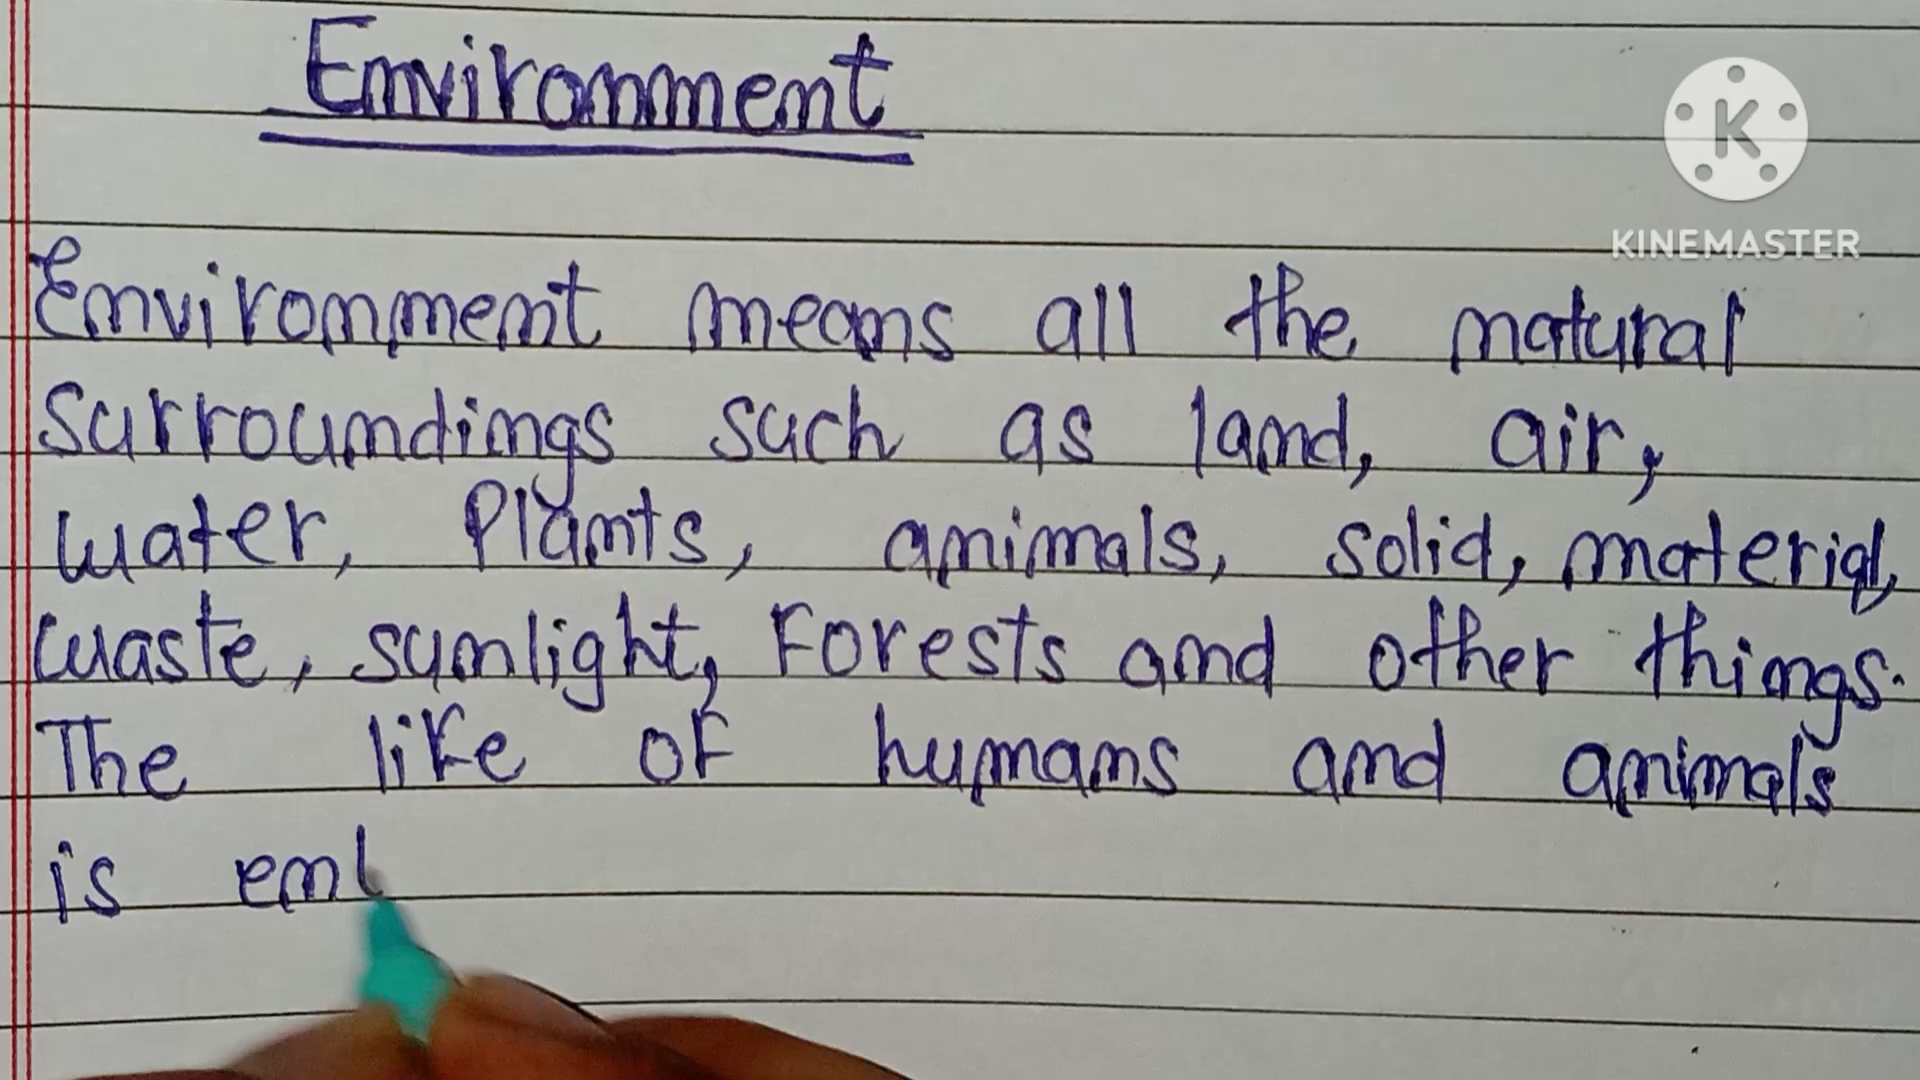 Environment
KINEMASTER
Environment means all the natural
surroundings such as land, air,
water, Plants, animals, solid, material,
waste, sunlight, Forests and other things.
The life of humans and animals
is